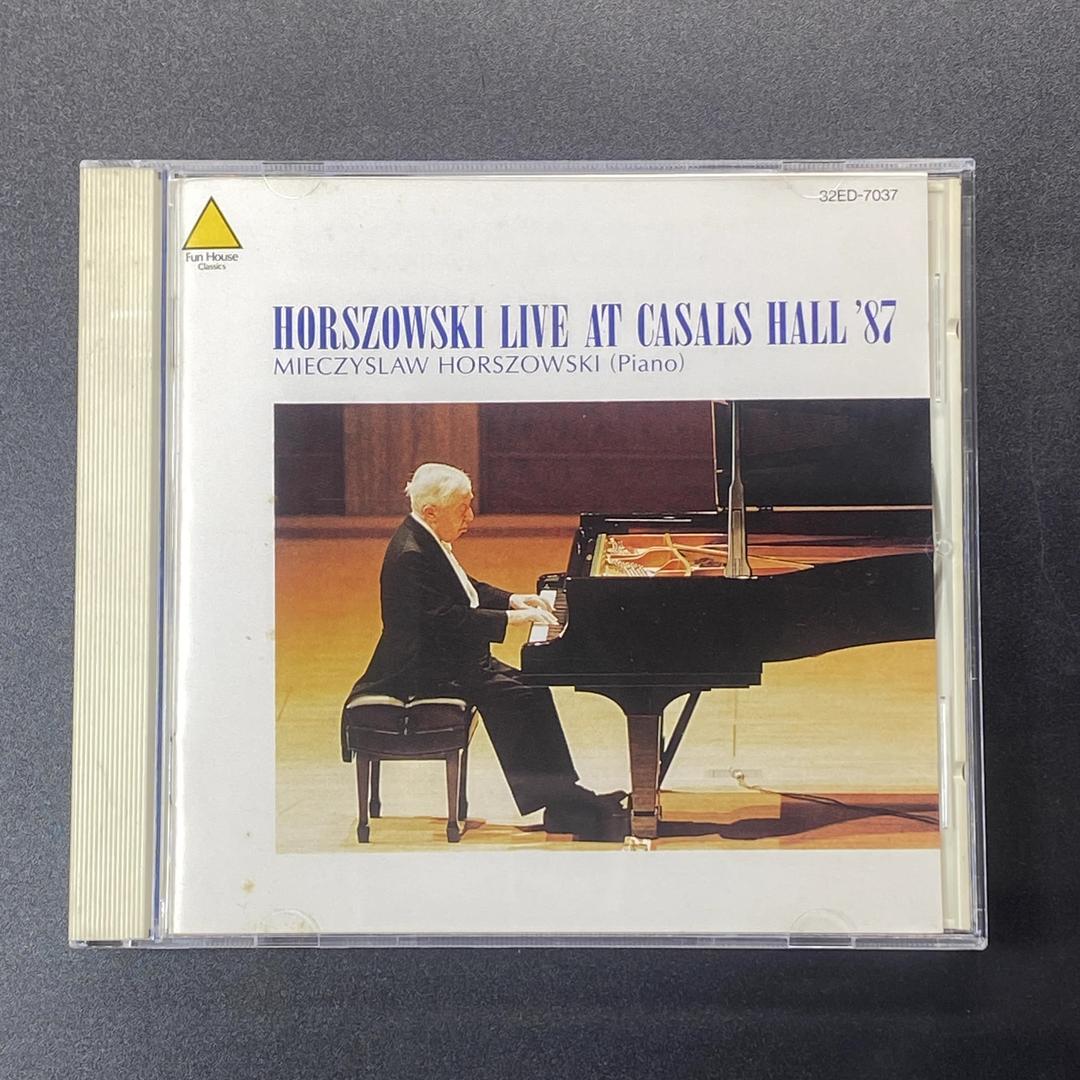 32ED-7037
Fun House
Classics
HORSZOWSKI LIVE AT CASALS HALL '87
MIECZYSLAW HORSZOWSKI (Piano)